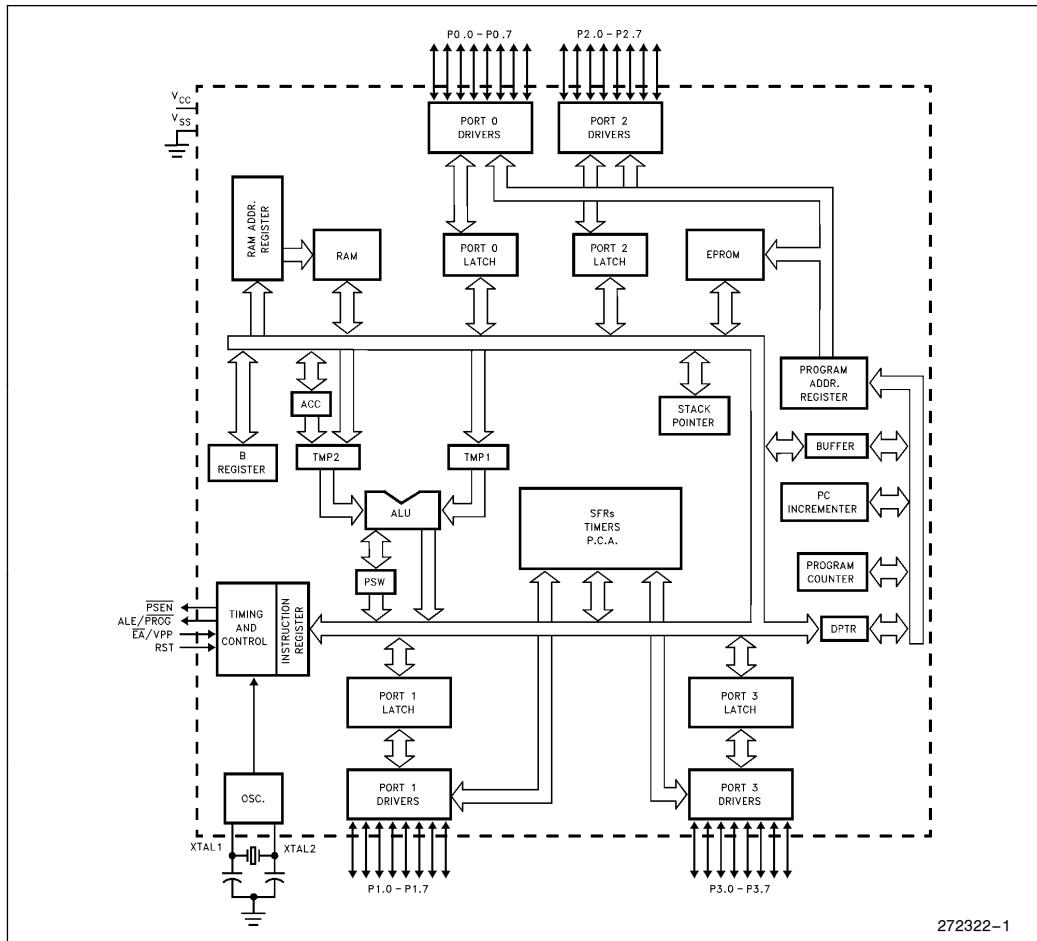 P0.0 – P0.7
P2.0 – P2.7
VCC
VSS
PORT 0
DRIVERS
PORT 2
DRIVERS
RAM ADDR.
REGISTER
RAM
PORT 0
LATCH
PORT 2
LATCH
EPROM
PROGRAM
ADDR.
REGISTER
ACC
STACK
POINTER
B
REGISTER
TMP2
TMP1
BUFFER
ALU
SFRs
TIMERS
P.C.A.
PC
INCREMENTER
PSW
PROGRAM
COUNTER
PSEN
ALE/PROG
EA/VPP
RST
TIMING
AND
CONTROL
INSTRUCTION
REGISTER
DPTR
PORT 1
LATCH
PORT 3
LATCH
OSC.
PORT 1
DRIVERS
PORT 3
DRIVERS
XTAL1
XTAL2
P1.0 – P1.7
P3.0 – P3.7
272322–1